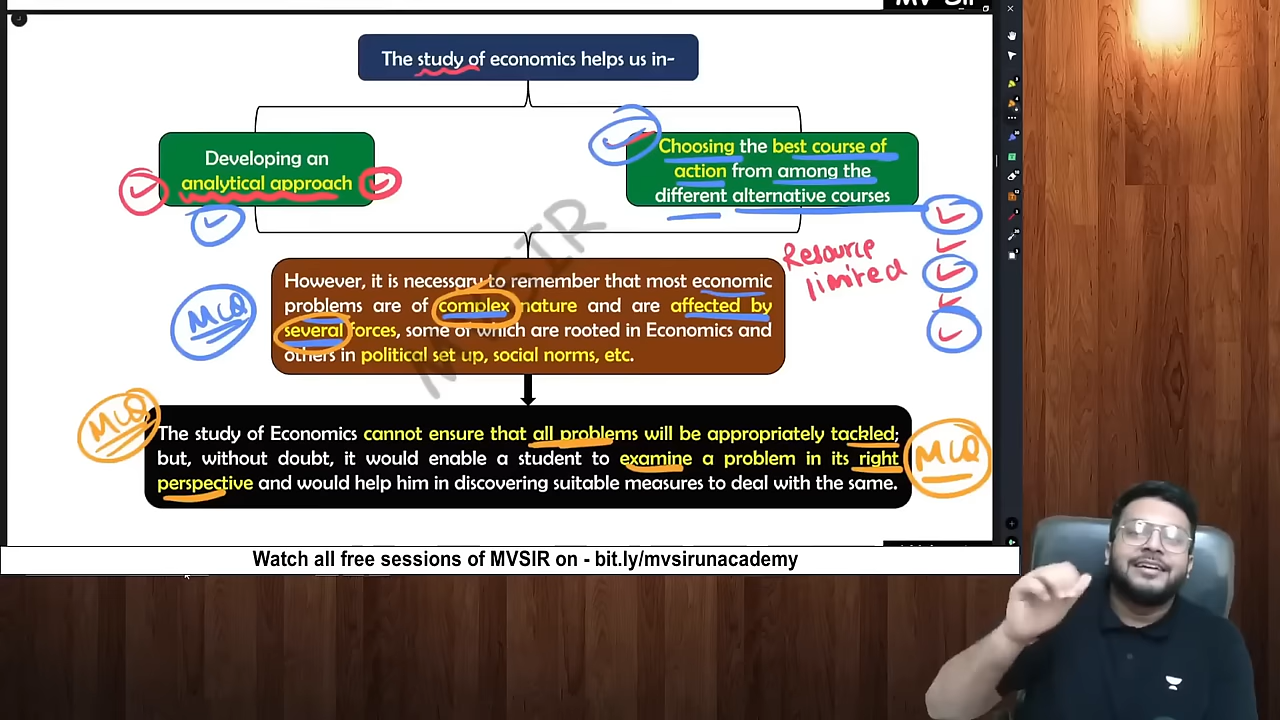 MV SIR
The study of economics helps us in-
Developing an
analytical approach
Choosing the best course of
action from among the
different alternative courses
Resource
limited
However, it is necessary to remember that most economic
problems are of complex nature and are affected by
several forces, some of which are rooted in Economics and
others in political set up, social norms, etc.
MCQ
MVSIR
MCQ
The study of Economics cannot ensure that all problems will be appropriately tackled;
but, without doubt, it would enable a student to examine a problem in its right
perspective and would help him in discovering suitable measures to deal with the same.
MCQ
Watch all free sessions of MVSIR on - bit.ly/mvsirunacademy